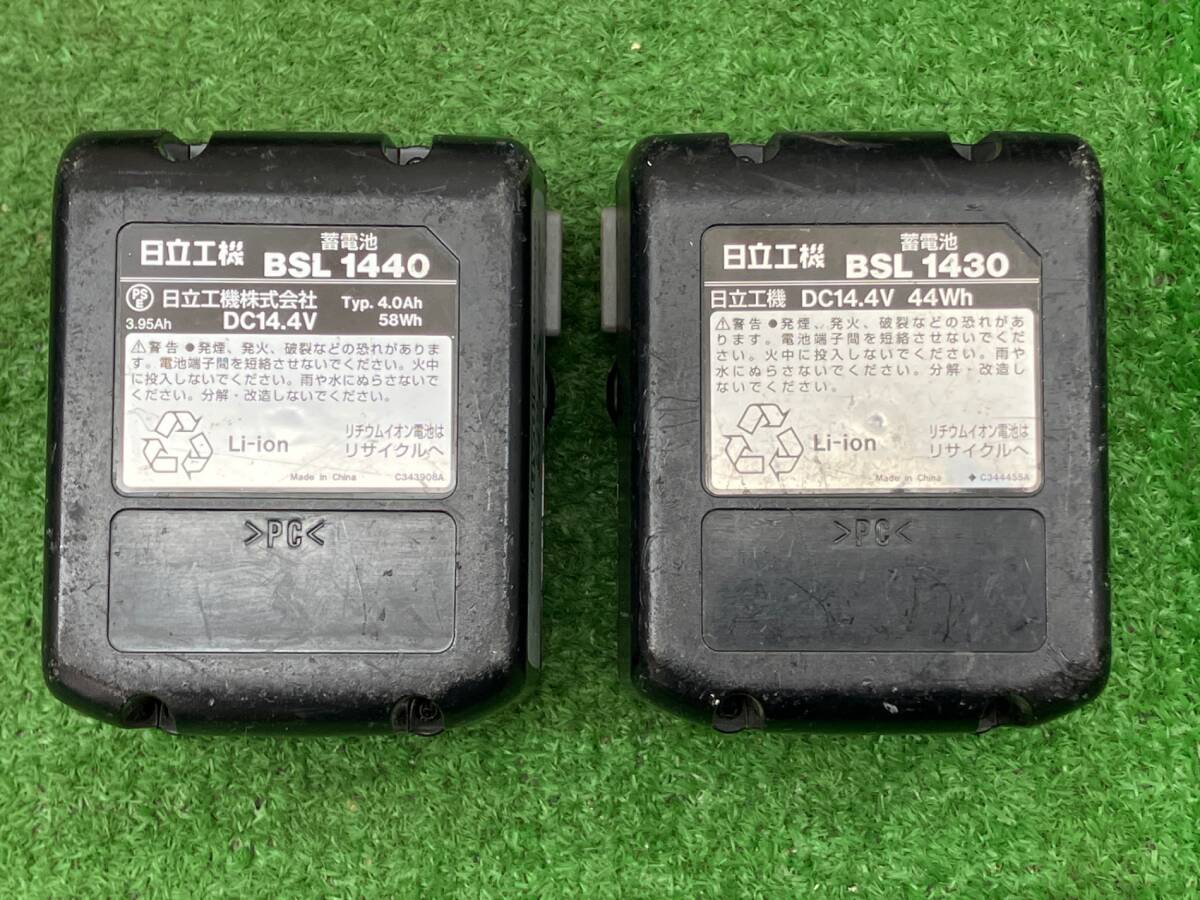 日立工機
蓄電池
BSL 1440
PS E
日立工機株式会社
Typ. 4.0Ah
3.95Ah
DC14.4V
58Wh
⚠警告 ●発煙、発火、破裂などの恐れがありま
す。電池端子間を短絡させないでください。火中
に投入しないでください。雨や水にぬらさないで
ください。分解・改造しないでください。
Li-ion
リチウムイオン電池は
リサイクルへ
Made in China
C343908A
>PC<
日立工機
蓄電池
BSL 1430
日立工機 DC14.4V 44Wh
⚠警告 ●発煙、発火、破裂などの恐れがあ
ります。電池端子間を短絡させないでくだ
さい。火中に投入しないでください。雨や
水にぬらさないでください。分解・改造し
ないでください。
Li-ion
リチウムイオン電池は
リサイクルへ
Made in China
◆ C344455A
>PC<